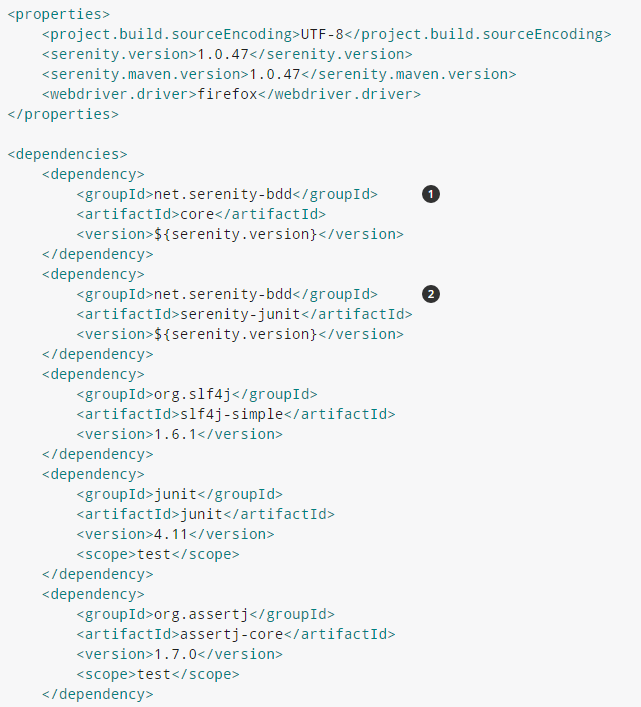 <properties>
    <project.build.sourceEncoding>UTF-8</project.build.sourceEncoding>
    <serenity.version>1.0.47</serenity.version>
    <serenity.maven.version>1.0.47</serenity.maven.version>
    <webdriver.driver>firefox</webdriver.driver>
</properties>

<dependencies>
    <dependency>
        <groupId>net.serenity-bdd</groupId>     1
        <artifactId>core</artifactId>
        <version>${serenity.version}</version>
    </dependency>
    <dependency>
        <groupId>net.serenity-bdd</groupId>     2
        <artifactId>serenity-junit</artifactId>
        <version>${serenity.version}</version>
    </dependency>
    <dependency>
        <groupId>org.slf4j</groupId>
        <artifactId>slf4j-simple</artifactId>
        <version>1.6.1</version>
    </dependency>
    <dependency>
        <groupId>junit</groupId>
        <artifactId>junit</artifactId>
        <version>4.11</version>
        <scope>test</scope>
    </dependency>
    <dependency>
        <groupId>org.assertj</groupId>
        <artifactId>assertj-core</artifactId>
        <version>1.7.0</version>
        <scope>test</scope>
    </dependency>